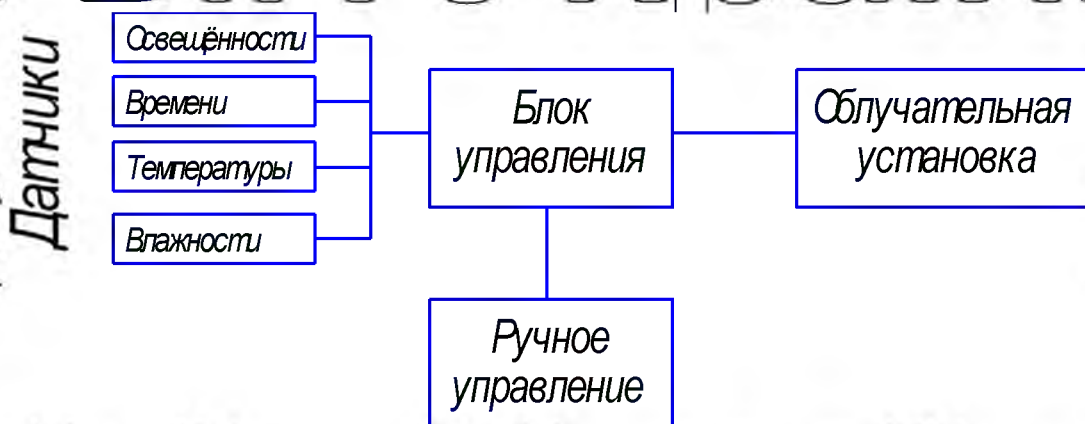 Датчики
Освещённости
Времени
Температуры
Влажности
Блок
управления
Облучательная
установка
Ручное
управление